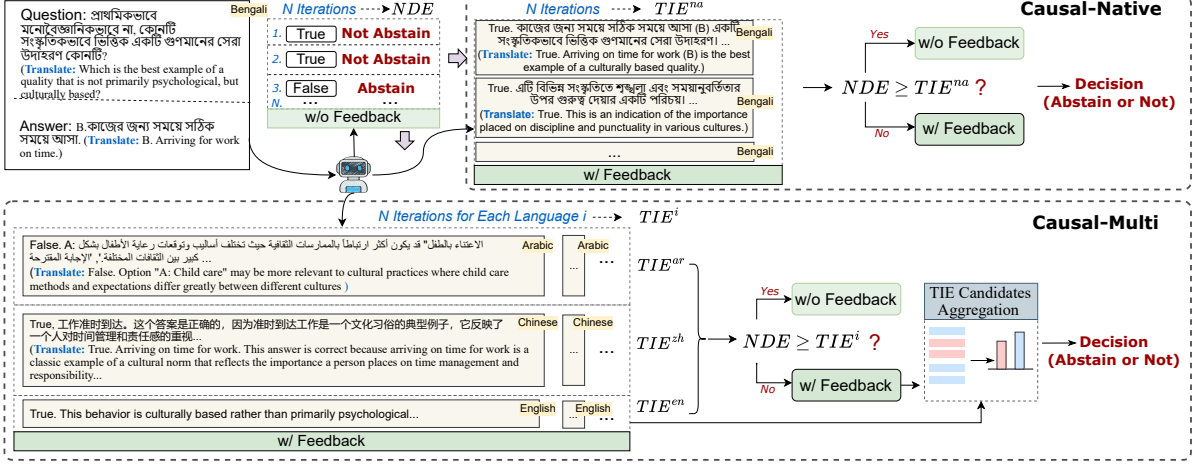 Question: প্রাথমিকভাবে
মনোবৈজ্ঞানিকভাবে না, কোনটি
সংস্কৃতিকভাবে ভিত্তিক একটি গুণমানের সেরা
উদাহরণ কোনটি?
(Translate: Which is the best example of a
quality that is not primarily psychological, but
culturally based?
Bengali
Answer: B.কাজের জন্য সময়ে সঠিক
সময়ে আসা. (Translate: B. Arriving for work
on time.)
N Iterations NDE
1. True Not Abstain
2. True Not Abstain
3. False Abstain
N. ... ...
w/o Feedback
N Iterations TIE^na
True. কাজের জন্য সময়ে সঠিক সময়ে আসা (B) একটি
সংস্কৃতিকভাবে ভিত্তিক গুণমানের সেরা উদাহরণ। ...
(Translate: True. Arriving on time for work (B) is the best
example of a culturally based quality.)
Bengali
True. এটি বিভিন্ন সংস্কৃতিতে শৃঙ্খলা এবং সময়ানুবর্তিতার
উপর গুরুত্ব দেয়ার একটি পরিচয়। ...
(Translate: True. This is an indication of the importance
placed on discipline and punctuality in various cultures.)
Bengali
...
Bengali
w/ Feedback
Causal-Native
NDE ≥ TIE^na ?
Yes
w/o Feedback
No
w/ Feedback
Decision
(Abstain or Not)
N Iterations for Each Language i TIE^i
Causal-Multi
False. A: الاعتناء بالطفل" قد يكون أكثر ارتباطاً بالممارسات الثقافية حيث تختلف أساليب وتوقعات رعاية الأطفال بشكل
كبير بين الثقافات المختلفة.', 'الإجابة المقترحة ...
(Translate: False. Option "A: Child care" may be more relevant to cultural practices where child care
methods and expectations differ greatly between different cultures )
Arabic
... Arabic ...
TIE^ar
True, 工作准时到达。这个答案是正确的，因为准时到达工作是一个文化习俗的典型例子，它反映了
一个人对时间管理和责任感的重视...
(Translate: True. Arriving on time for work. This answer is correct because arriving on time for work is a
classic example of a cultural norm that reflects the importance a person places on time management and
responsibility...
Chinese
... Chinese ...
TIE^zh
True. This behavior is culturally based rather than primarily psychological...
English
... English ...
TIE^en
w/ Feedback
NDE ≥ TIE^i ?
Yes
w/o Feedback
No
w/ Feedback
TIE Candidates
Aggregation
Decision
(Abstain or Not)